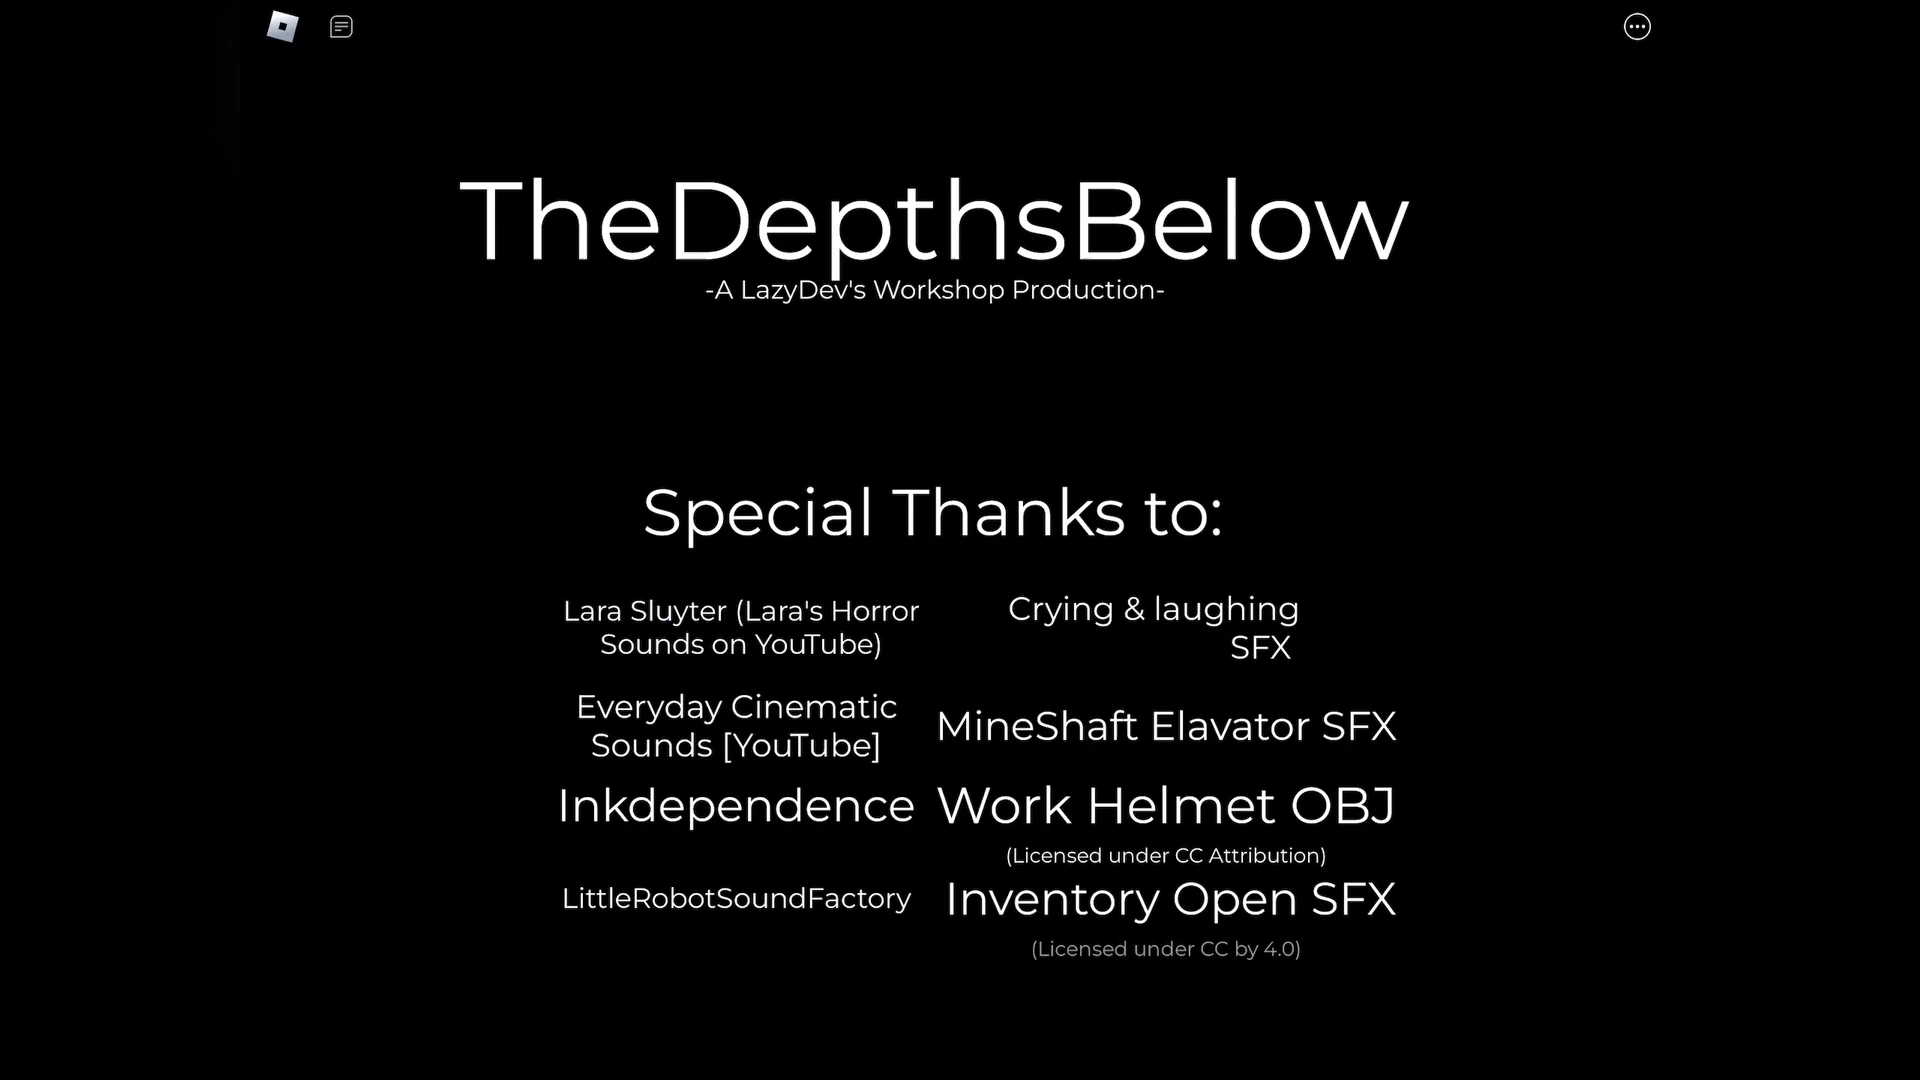 TheDepthsBelow
-A LazyDev's Workshop Production-
Special Thanks to:
Lara Sluyter (Lara's Horror
Sounds on YouTube)
Crying & laughing
SFX
Everyday Cinematic
Sounds [YouTube]
MineShaft Elavator SFX
Inkdependence
Work Helmet OBJ
(Licensed under CC Attribution)
LittleRobotSoundFactory
Inventory Open SFX
(Licensed under CC by 4.0)